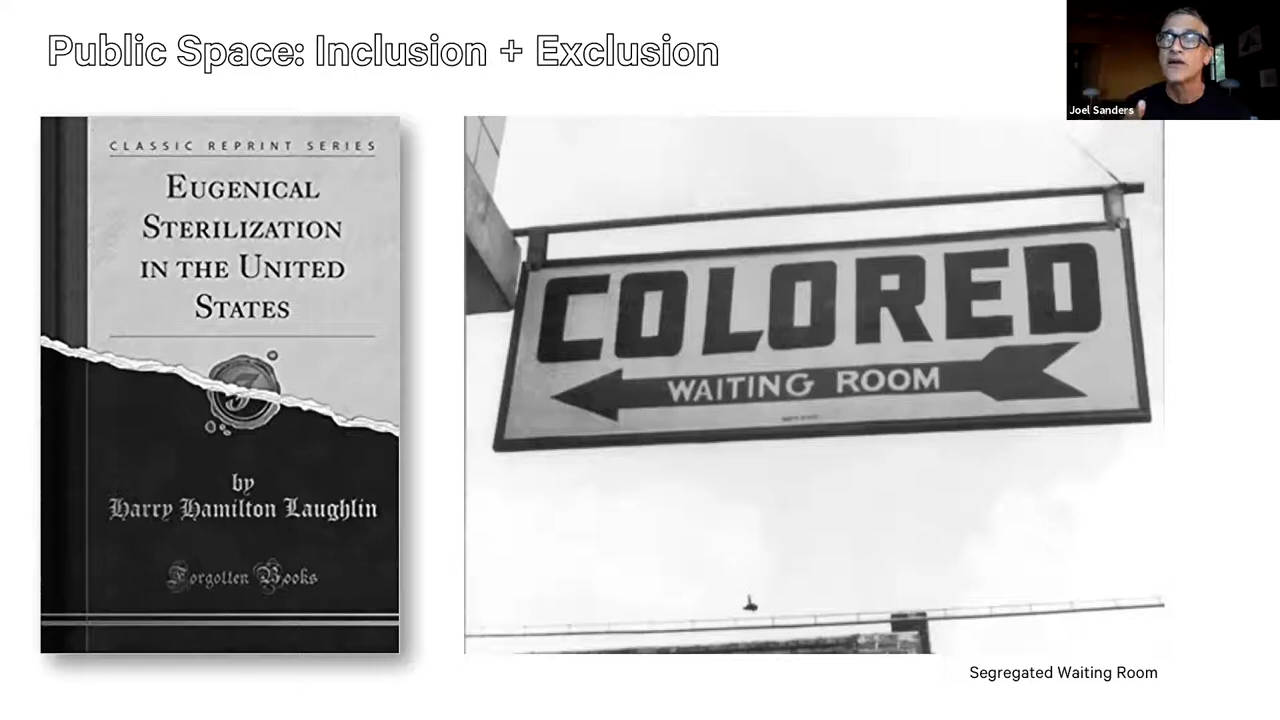 Public Space: Inclusion + Exclusion
Joel Sanders
CLASSIC REPRINT SERIES
EUGENICAL
STERILIZATION
IN THE UNITED
STATES
by
Harry Hamilton Laughlin
Forgotten Books
COLORED
WAITING ROOM
Segregated Waiting Room